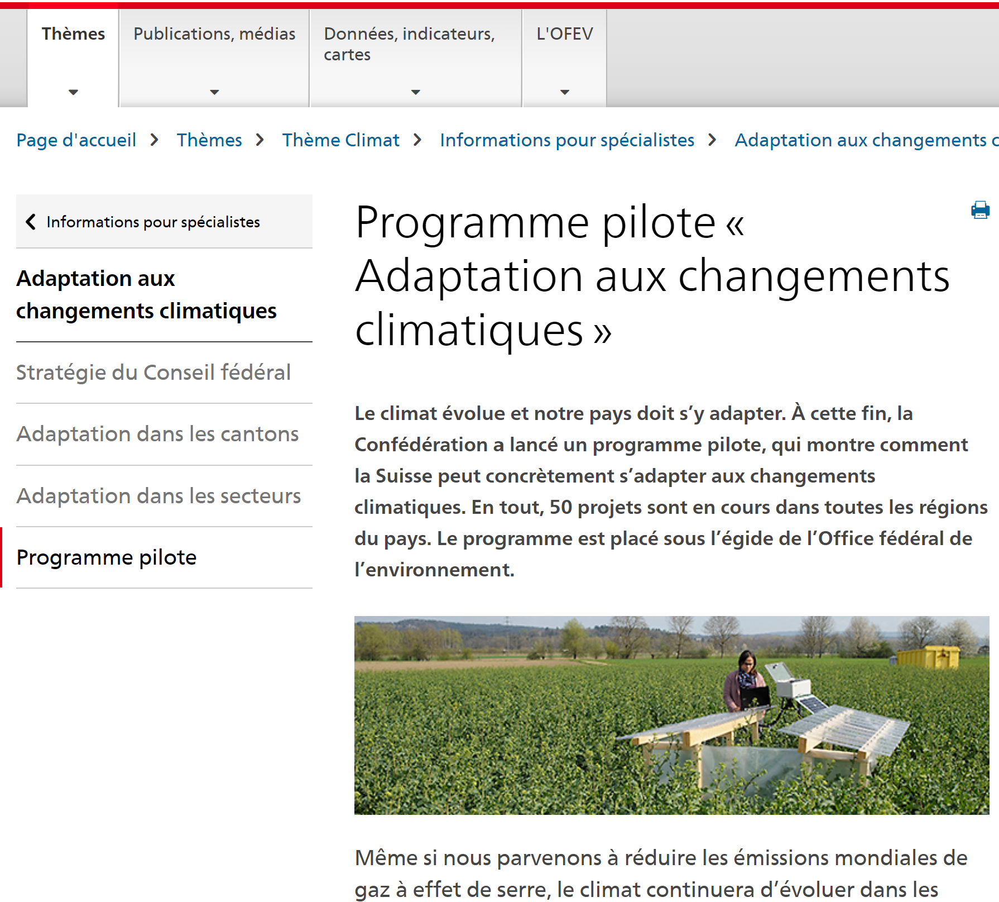 Thèmes
Publications, médias
Données, indicateurs,
cartes
L'OFEV
Page d'accueil
Thèmes
Thème Climat
Informations pour spécialistes
Adaptation aux changements
Informations pour spécialistes
Adaptation aux
changements climatiques
Stratégie du Conseil fédéral
Adaptation dans les cantons
Adaptation dans les secteurs
Programme pilote
Programme pilote «
Adaptation aux changements
climatiques »
Le climat évolue et notre pays doit s’y adapter. À cette fin, la
Confédération a lancé un programme pilote, qui montre comment
la Suisse peut concrètement s’adapter aux changements
climatiques. En tout, 50 projets sont en cours dans toutes les régions
du pays. Le programme est placé sous l’égide de l’Office fédéral de
l’environnement.
Même si nous parvenons à réduire les émissions mondiales de
gaz à effet de serre, le climat continuera d’évoluer dans les